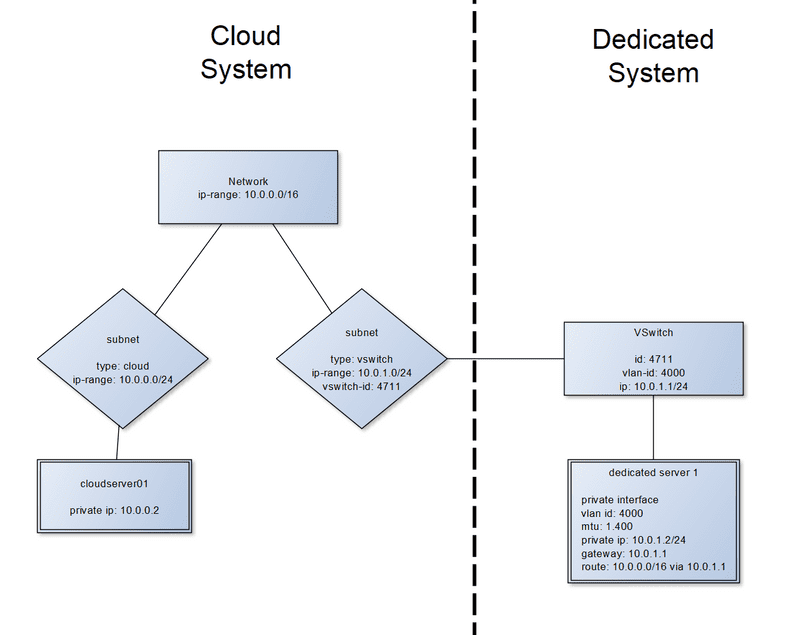 Cloud
System
Dedicated
System
Network
ip-range: 10.0.0.0/16
subnet
type: cloud
ip-range: 10.0.0.0/24
subnet
type: vswitch
ip-range: 10.0.1.0/24
vswitch-id: 4711
VSwitch
id: 4711
vlan-id: 4000
ip: 10.0.1.1/24
cloudserver01
private ip: 10.0.0.2
dedicated server 1
private interface
vlan id: 4000
mtu: 1.400
private ip: 10.0.1.2/24
gateway: 10.0.1.1
route: 10.0.0.0/16 via 10.0.1.1